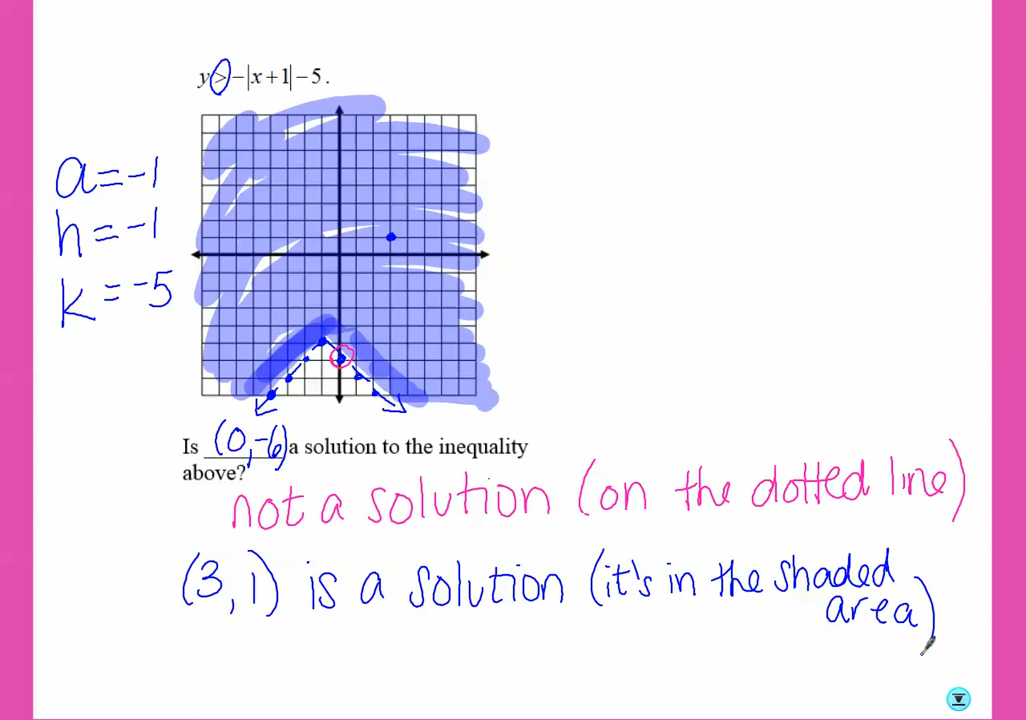 y > -|x + 1| - 5.
a = -1
h = -1
k = -5
Is (0, -6) a solution to the inequality
above?
not a solution (on the dotted line)
(3, 1) is a solution (it's in the shaded
area)